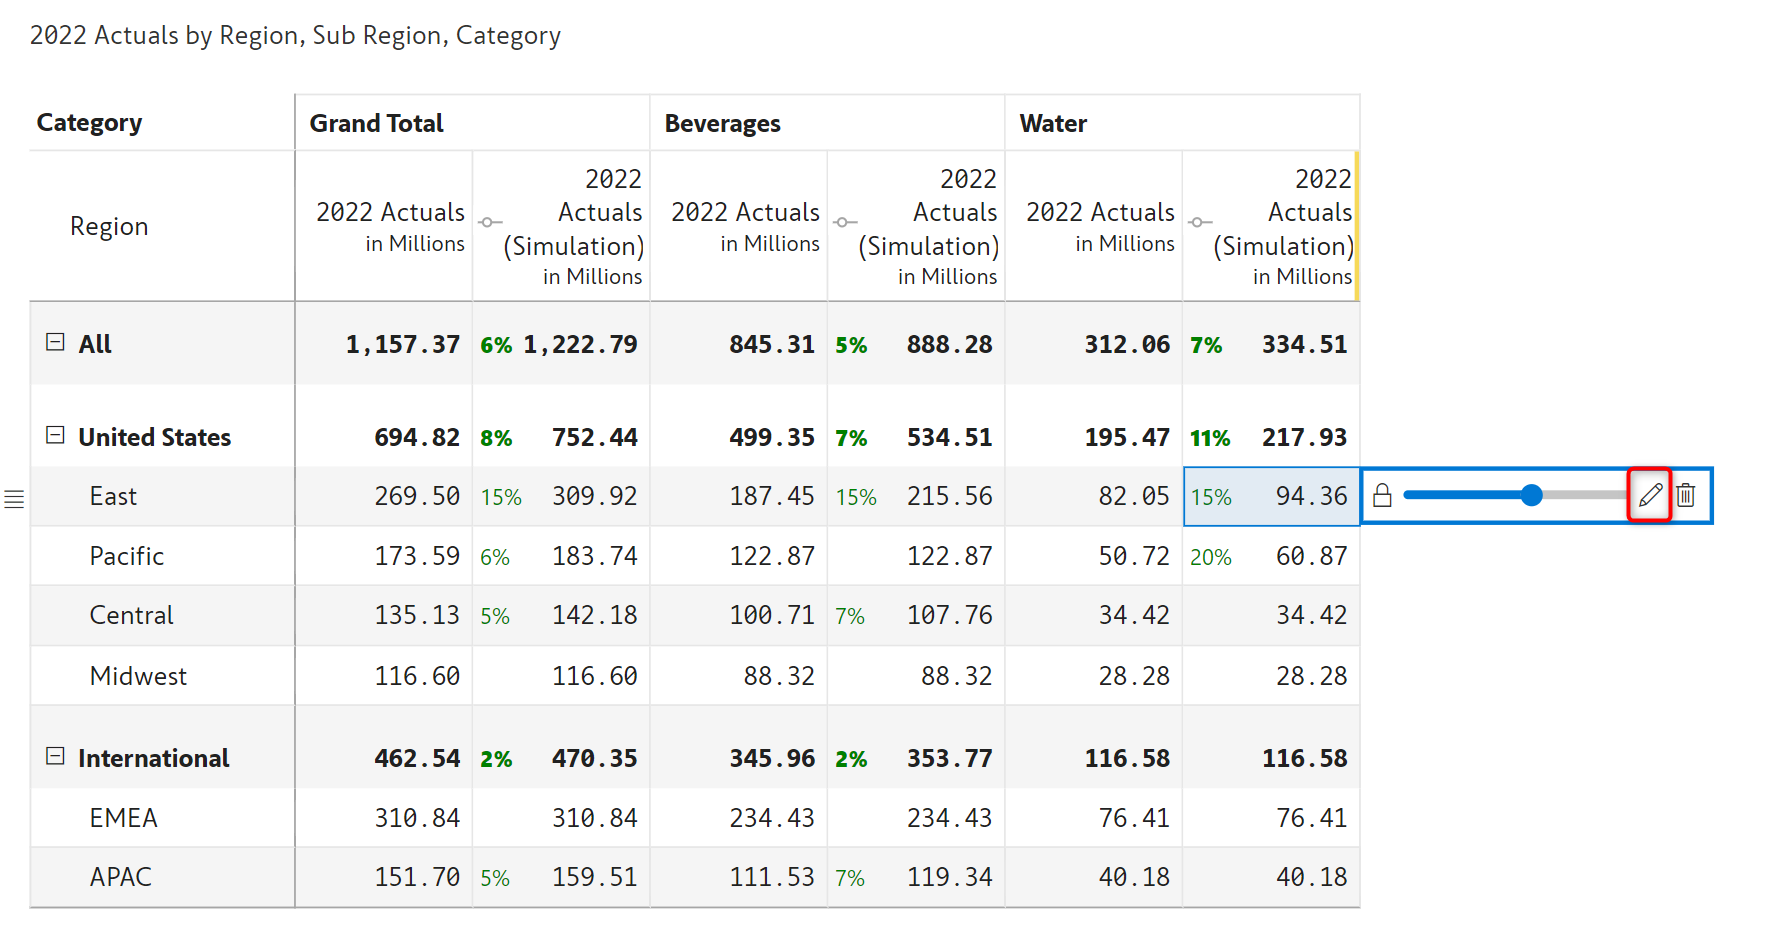 2022 Actuals by Region, Sub Region, Category
Category Grand Total Beverages Water
Region 2022 Actuals in Millions 2022 Actuals (Simulation) in Millions 2022 Actuals in Millions 2022 Actuals (Simulation) in Millions 2022 Actuals in Millions 2022 Actuals (Simulation) in Millions
All 1,157.37 6% 1,222.79 845.31 5% 888.28 312.06 7% 334.51
United States 694.82 8% 752.44 499.35 7% 534.51 195.47 11% 217.93
East 269.50 15% 309.92 187.45 15% 215.56 82.05 15% 94.36
Pacific 173.59 6% 183.74 122.87 122.87 50.72 20% 60.87
Central 135.13 5% 142.18 100.71 7% 107.76 34.42 34.42
Midwest 116.60 116.60 88.32 88.32 28.28 28.28
International 462.54 2% 470.35 345.96 2% 353.77 116.58 116.58
EMEA 310.84 310.84 234.43 234.43 76.41 76.41
APAC 151.70 5% 159.51 111.53 7% 119.34 40.18 40.18